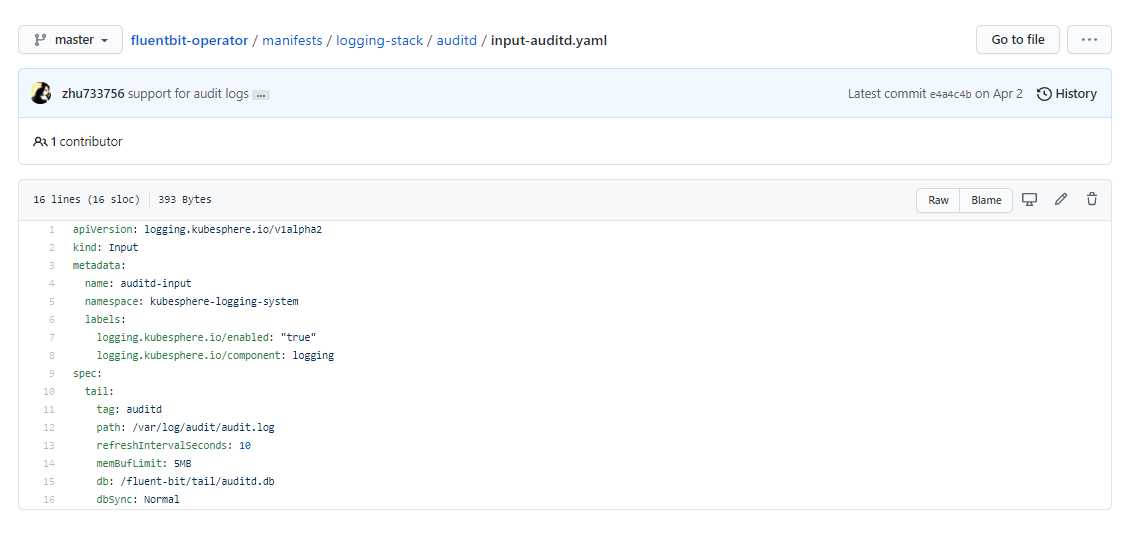 master fluentbit-operator / manifests / logging-stack / auditd / input-auditd.yaml Go to file ...
zhu733756 support for audit logs ... Latest commit e4a4c4b on Apr 2 History
1 contributor
16 lines (16 sloc) 393 Bytes Raw Blame
1 apiVersion: logging.kubesphere.io/v1alpha2
2 kind: Input
3 metadata:
4   name: auditd-input
5   namespace: kubesphere-logging-system
6   labels:
7     logging.kubesphere.io/enabled: "true"
8     logging.kubesphere.io/component: logging
9 spec:
10   tail:
11     tag: auditd
12     path: /var/log/audit/audit.log
13     refreshIntervalSeconds: 10
14     memBufLimit: 5MB
15     db: /fluent-bit/tail/auditd.db
16     dbSync: Normal